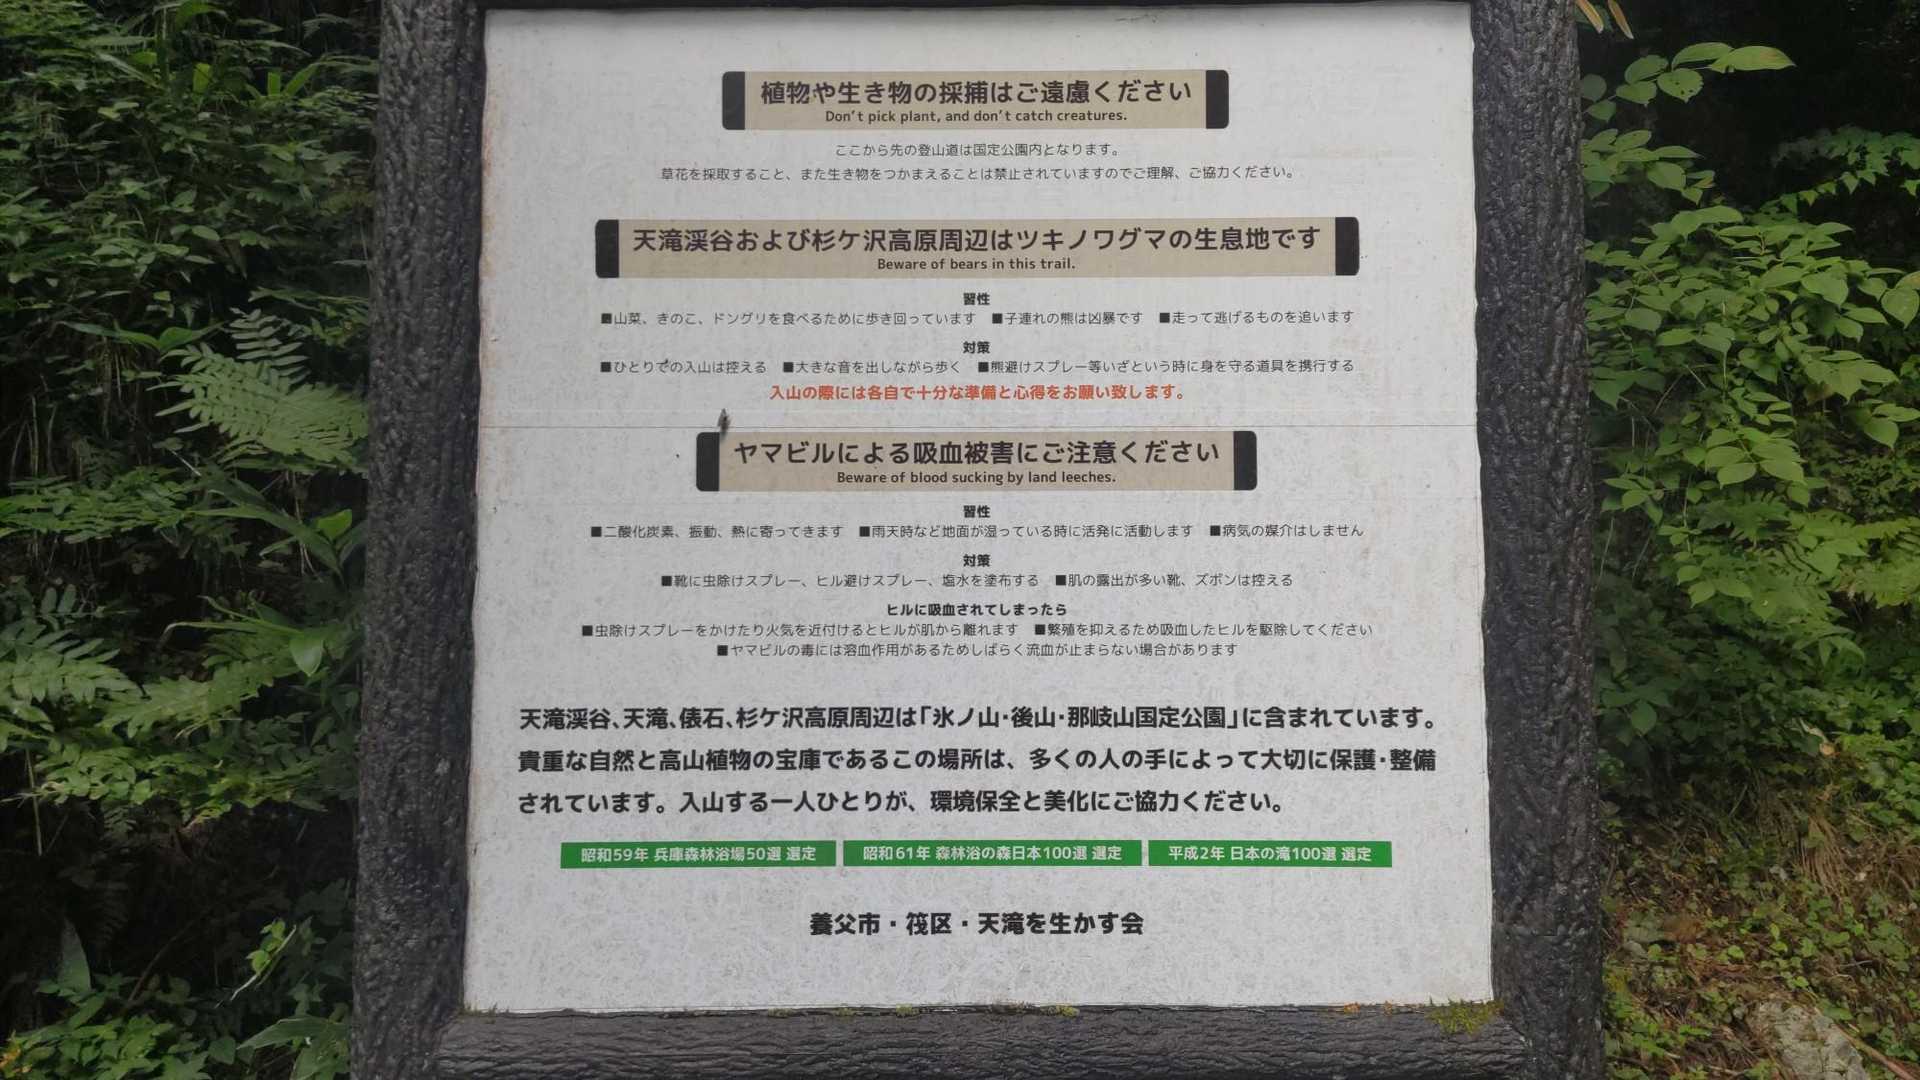 植物や生き物の採捕はご遠慮ください
Don't pick plant, and don't catch creatures.
ここから先の登山道は国定公園内となります。
草花を採取すること、また生き物をつかまえることは禁止されていますのでご理解、ご協力ください。
天滝渓谷および杉ケ沢高原周辺はツキノワグマの生息地です
Beware of bears in this trail.
習性
■山菜、きのこ、ドングリを食べるために歩き回っています ■子連れの熊は凶暴です ■走って逃げるものを追います
対策
■ひとりでの入山は控える ■大きな音を出しながら歩く ■熊避けスプレー等いざという時に身を守る道具を携行する
入山の際には各自で十分な準備と心得をお願い致します。
ヤマビルによる吸血被害にご注意ください
Beware of blood sucking by land leeches.
習性
■二酸化炭素、振動、熱に寄ってきます ■雨天時など地面が湿っている時に活発に活動します ■病気の媒介はしません
対策
■靴に虫除けスプレー、ヒル避けスプレー、塩水を塗布する ■肌の露出が多い靴、ズボンは控える
ヒルに吸血されてしまったら
■虫除けスプレーをかけたり火気を近付けるとヒルが肌から離れます ■繁殖を抑えるため吸血したヒルを駆除してください
■ヤマビルの毒には溶血作用があるためしばらく流血が止まらない場合があります
天滝渓谷、天滝、俵石、杉ケ沢高原周辺は「氷ノ山・後山・那岐山国定公園」に含まれています。
貴重な自然と高山植物の宝庫であるこの場所は、多くの人の手によって大切に保護・整備
されています。入山する一人ひとりが、環境保全と美化にご協力ください。
昭和59年 兵庫森林浴場50選 選定 昭和61年 森林浴の森日本100選 選定 平成2年 日本の滝100選 選定
養父市・筏区・天滝を生かす会